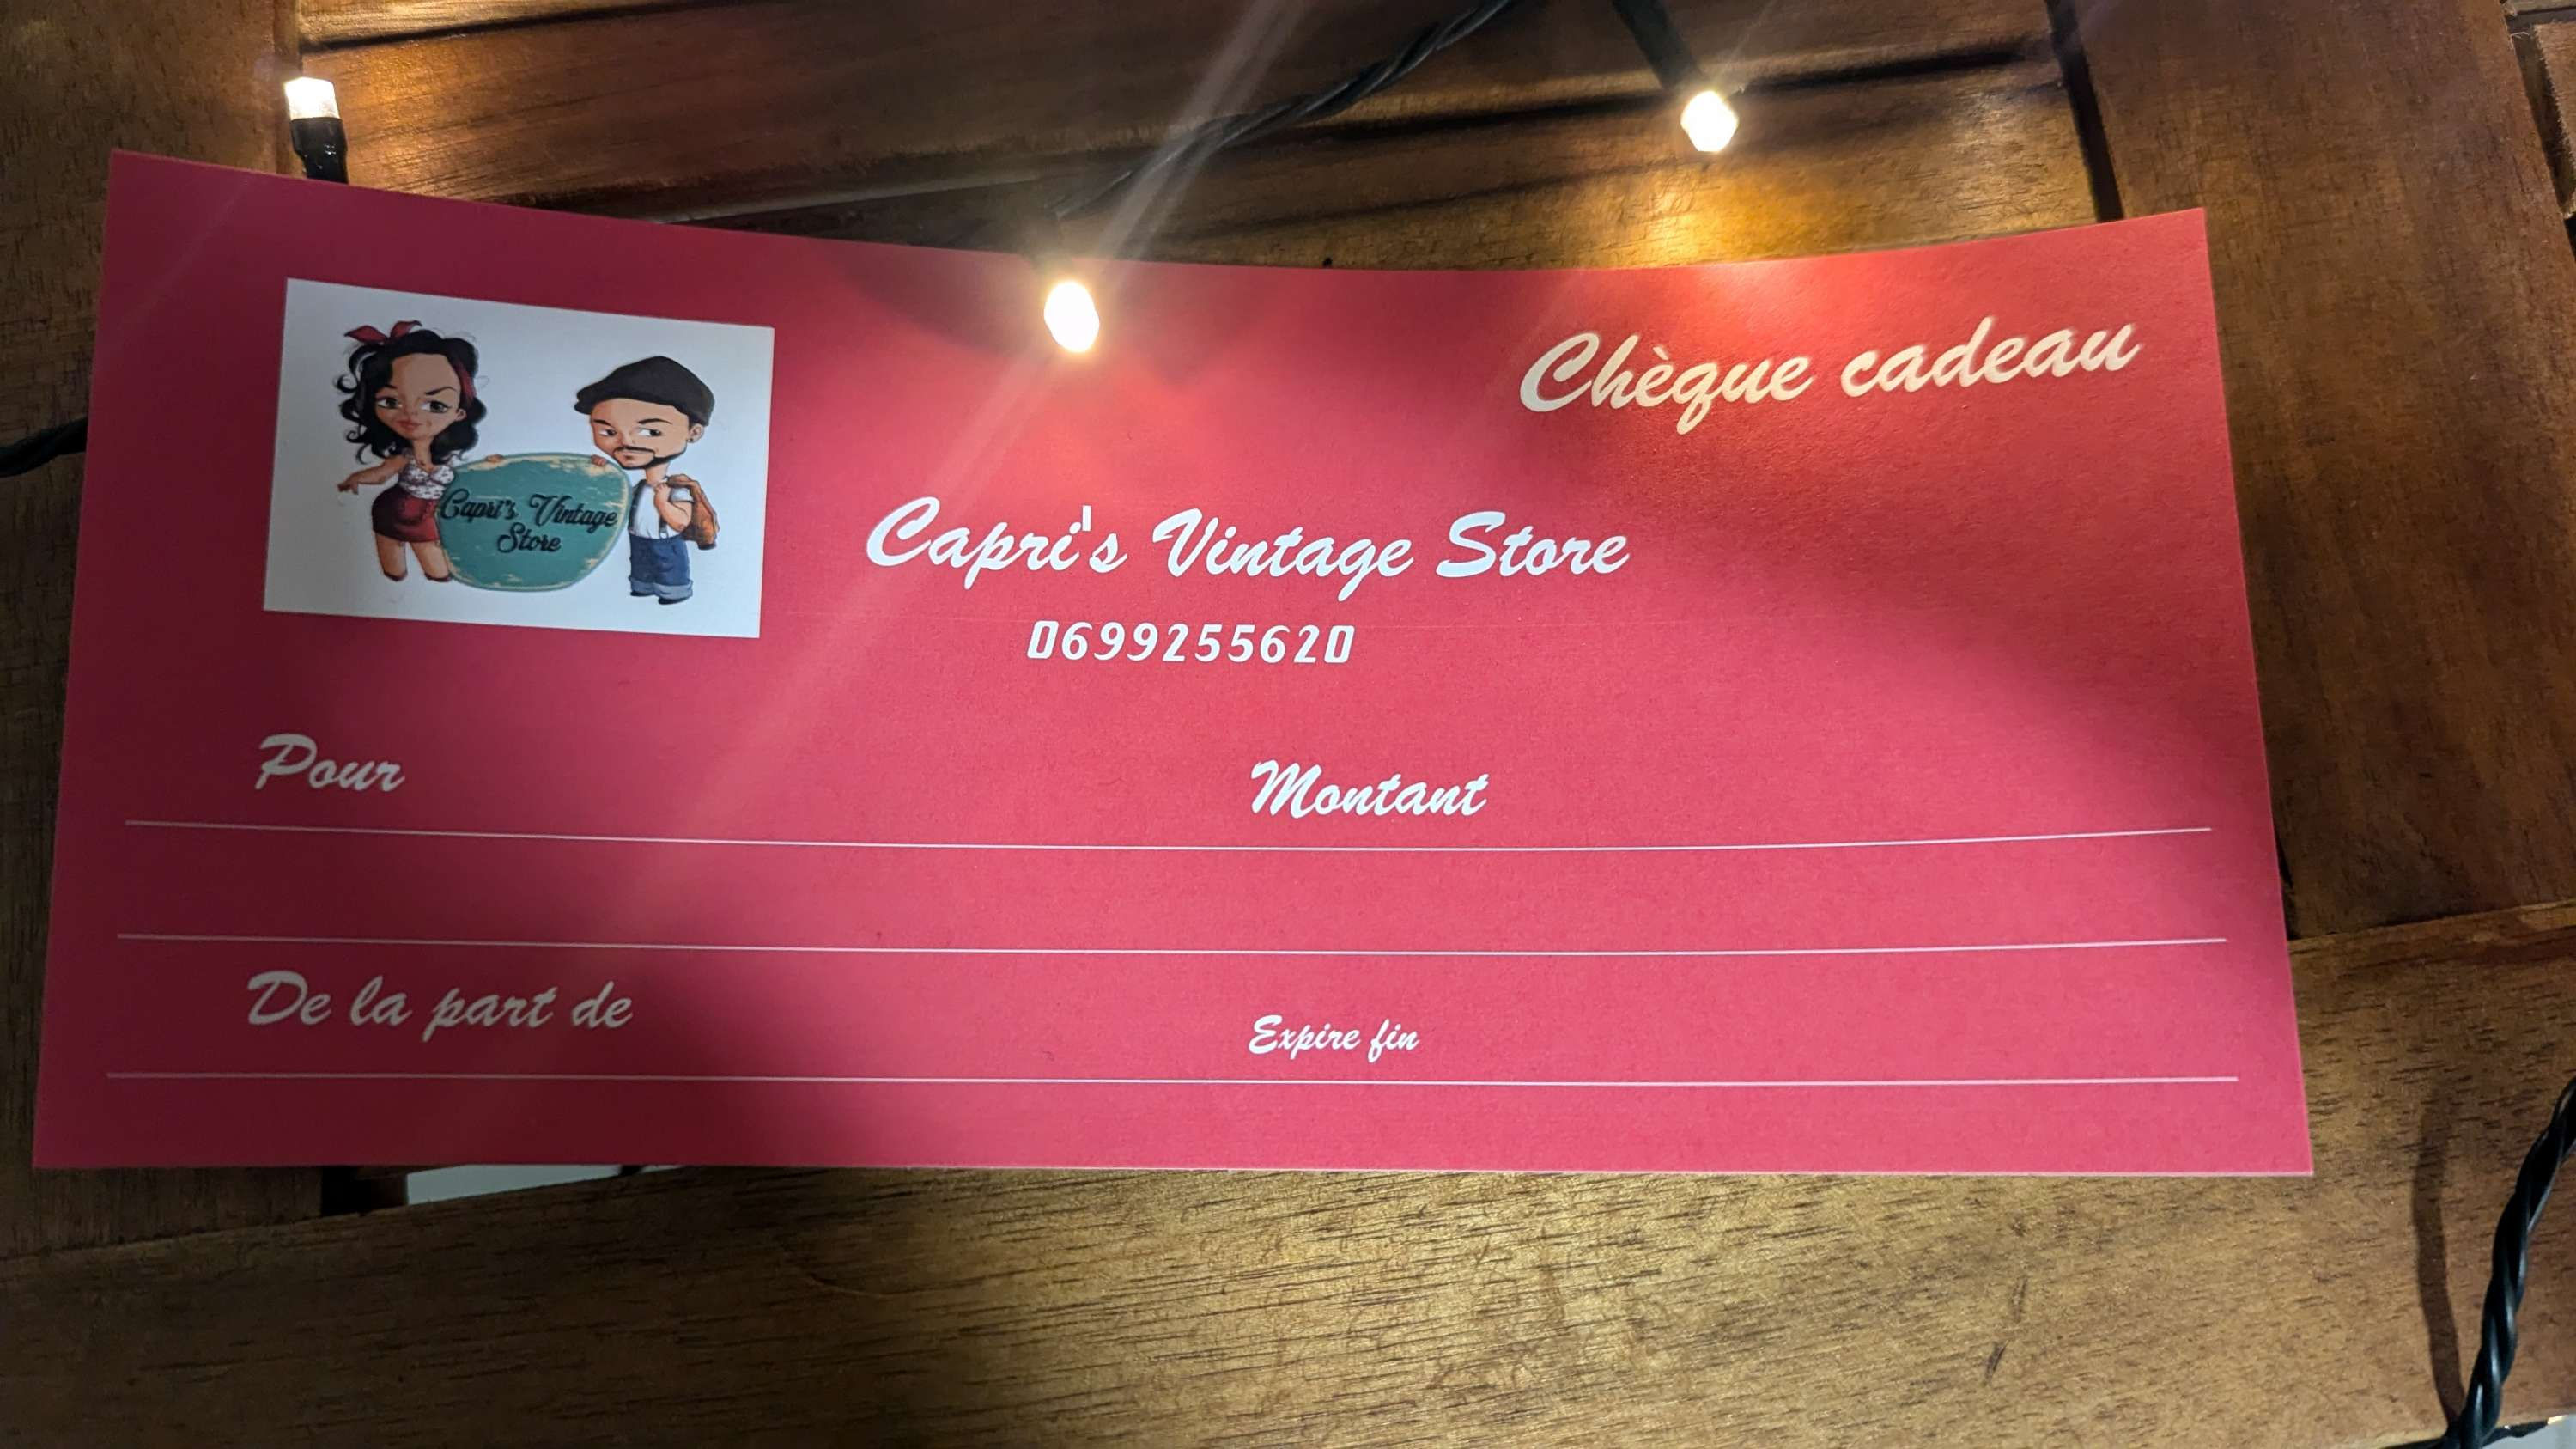 Chèque cadeau
Capri's Vintage
Store
Capri's Vintage Store
0699255620
Pour
Montant
De la part de
Expire fin